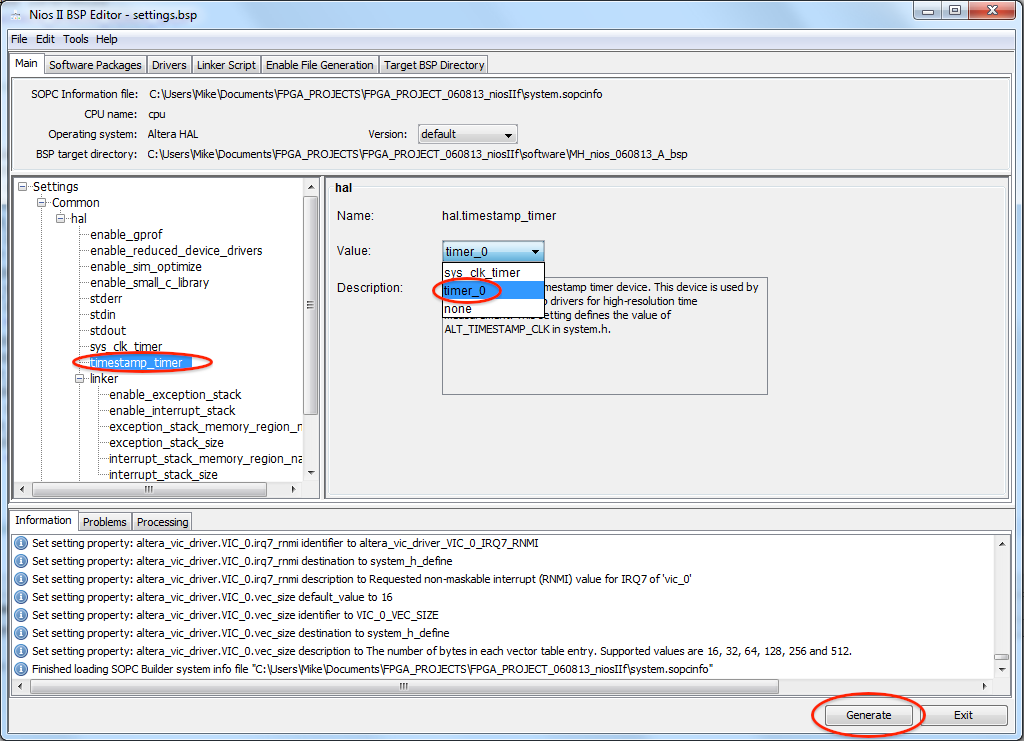 Nios II BSP Editor - settings.bsp
File Edit Tools Help
Main Software Packages Drivers Linker Script Enable File Generation Target BSP Directory
SOPC Information file: C:\Users\Mike\Documents\FPGA_PROJECTS\FPGA_PROJECT_060813_niosIIf\system.sopcinfo
CPU name: cpu
Operating system: Altera HAL Version: default
BSP target directory: C:\Users\Mike\Documents\FPGA_PROJECTS\FPGA_PROJECT_060813_niosIIf\software\MH_nios_060813_A_bsp
Settings
Common
hal
enable_gprof
enable_reduced_device_drivers
enable_sim_optimize
enable_small_c_library
stderr
stdin
stdout
sys_clk_timer
timestamp_timer
linker
enable_exception_stack
enable_interrupt_stack
exception_stack_memory_region_n
exception_stack_size
interrupt_stack_memory_region_na
interrupt_stack_size
hal
Name: hal.timestamp_timer
Value: timer_0
sys_clk_timer
timer_0
none
Description: mestamp timer device. This device is used by
drivers for high-resolution time
setting defines the value of
ALT_TIMESTAMP_CLK in system.h.
Information Problems Processing
Set setting property: altera_vic_driver.VIC_0.irq7_rnmi identifier to altera_vic_driver_VIC_0_IRQ7_RNMI
Set setting property: altera_vic_driver.VIC_0.irq7_rnmi destination to system_h_define
Set setting property: altera_vic_driver.VIC_0.irq7_rnmi description to Requested non-maskable interrupt (RNMI) value for IRQ7 of 'vic_0'
Set setting property: altera_vic_driver.VIC_0.vec_size default_value to 16
Set setting property: altera_vic_driver.VIC_0.vec_size identifier to VIC_0_VEC_SIZE
Set setting property: altera_vic_driver.VIC_0.vec_size destination to system_h_define
Set setting property: altera_vic_driver.VIC_0.vec_size description to The number of bytes in each vector table entry. Supported values are 16, 32, 64, 128, 256 and 512.
Finished loading SOPC Builder system info file "C:\Users\Mike\Documents\FPGA_PROJECTS\FPGA_PROJECT_060813_niosIIf\system.sopcinfo"
Generate Exit